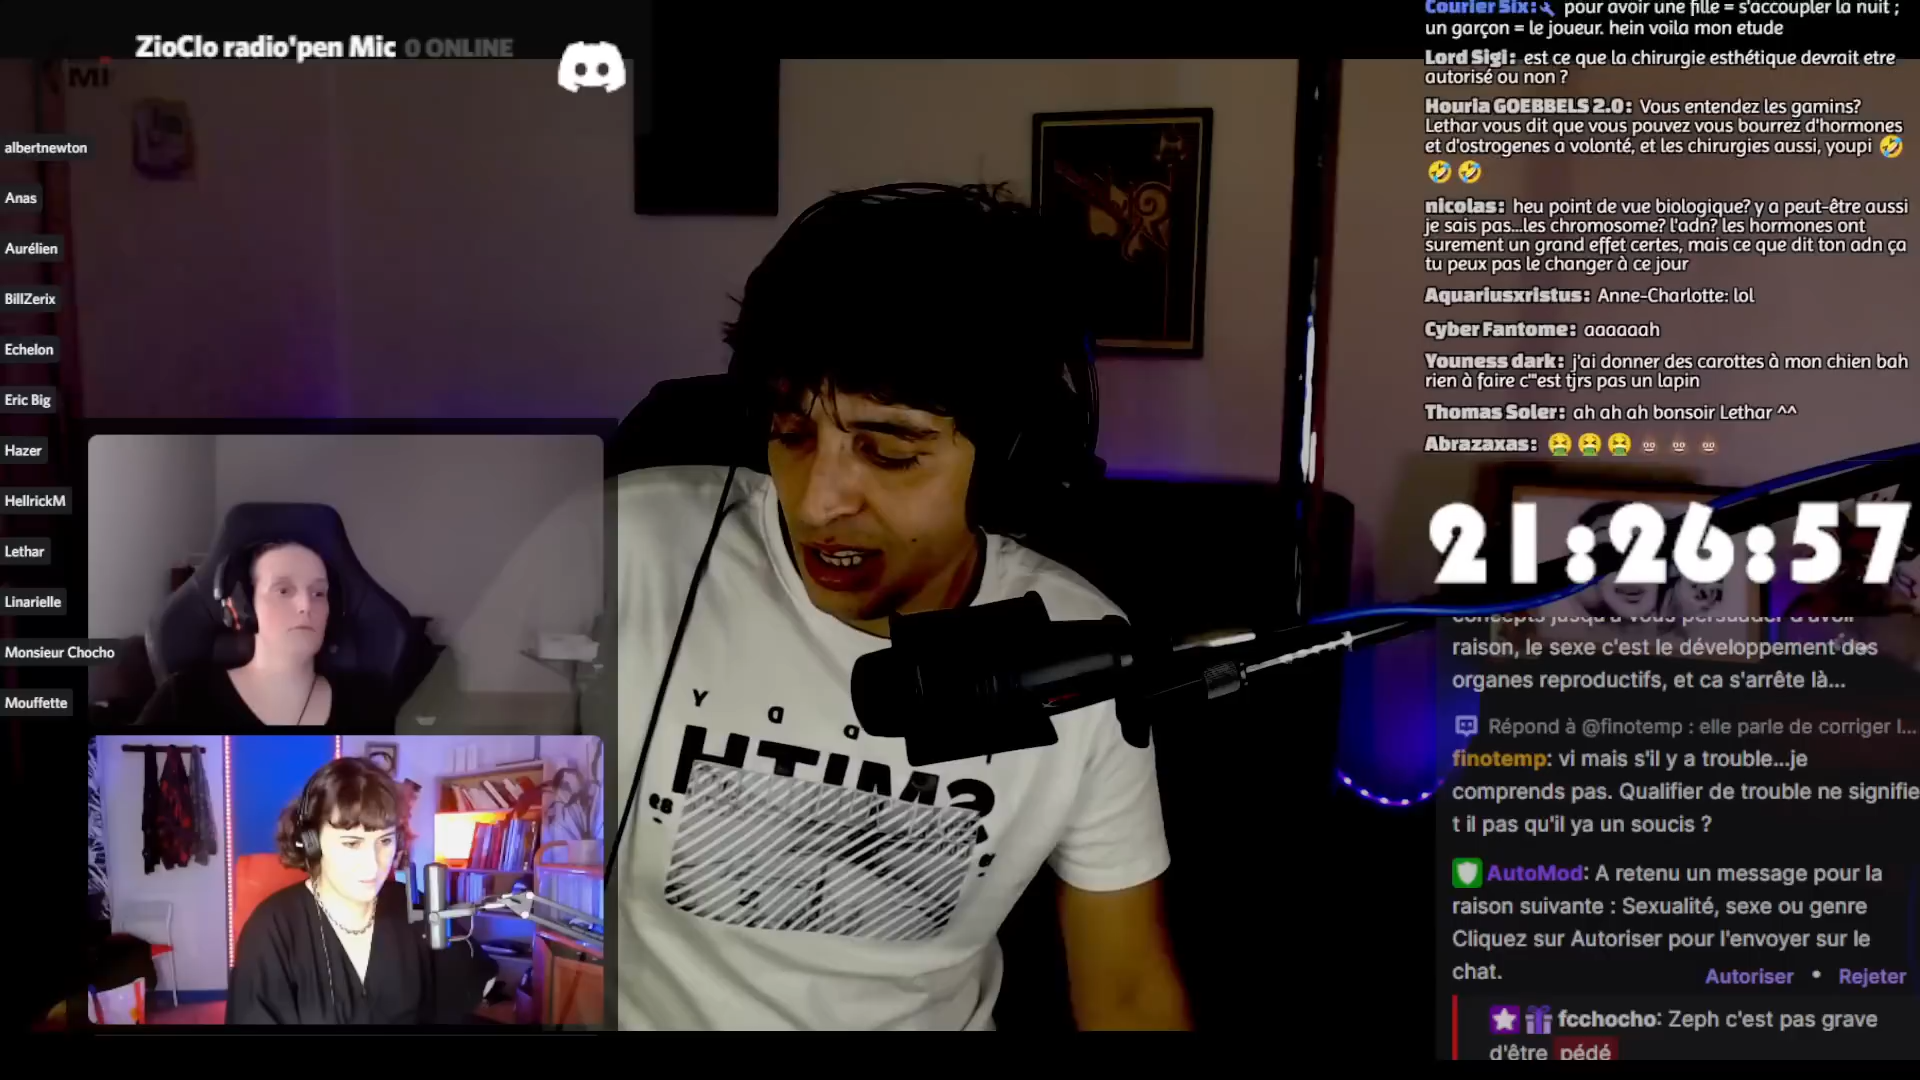 ZioClo radio'pen Mic 0 ONLINE
MI
albertnewton
Anas
Aurélien
BillZerix
Echelon
Eric Big
Hazer
HellrickM
Lethar
Linarielle
Monsieur Chocho
Mouffette
Y
HTIMS
Courier Six: pour avoir une fille = s'accoupler la nuit ;
un garçon = le joueur. hein voila mon etude
Lord Sigi: est ce que la chirurgie esthétique devrait etre
autorisé ou non ?
Houria GOEBBELS 2.0: Vous entendez les gamins?
Lethar vous dit que vous pouvez vous bourrez d'hormones
et d'ostrogenes a volonté, et les chirurgies aussi, youpi 🤣
🤣 🤣
nicolas: heu point de vue biologique? y a peut-être aussi
je sais pas...les chromosome? l'adn? les hormones ont
surement un grand effet certes, mais ce que dit ton adn ça
tu peux pas le changer à ce jour
Aquariusxristus: Anne-Charlotte: lol
Cyber Fantome: aaaaaah
Youness dark: j'ai donner des carottes à mon chien bah
rien à faire c'"est tjrs pas un lapin
Thomas Soler: ah ah ah bonsoir Lethar ^^
Abrazaxas: 🤮 🤮 🤮 💩 💩 💩
21:26:57
concepts jusqu'à vous persuader d'avoir
raison, le sexe c'est le développement des
organes reproductifs, et ca s'arrête là...
Répond à @finotemp : elle parle de corriger l...
finotemp: vi mais s'il y a trouble...je
comprends pas. Qualifier de trouble ne signifie
t il pas qu'il ya un soucis ?
AutoMod: A retenu un message pour la
raison suivante : Sexualité, sexe ou genre
Cliquez sur Autoriser pour l'envoyer sur le
chat. Autoriser • Rejeter
fcchocho: Zeph c'est pas grave
d'être pédé